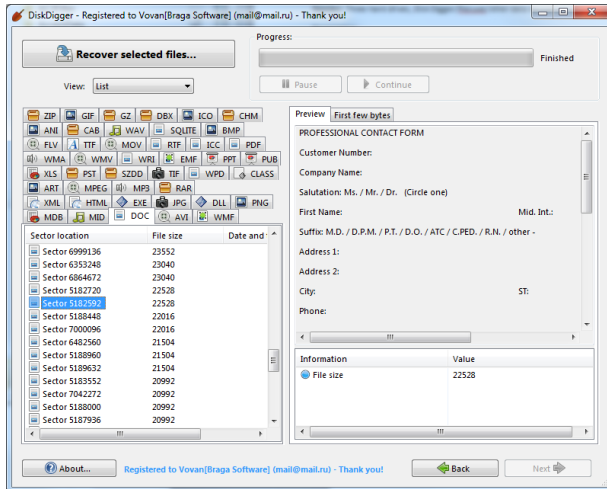 DiskDigger - Registered to Vovan[Braga Software] (mail@mail.ru) - Thank you!
Recover selected files...
Progress:
Finished
View: List
Pause Continue
ZIP GIF GZ DBX ICO CHM
ANI CAB WAV SQLITE BMP
FLV TTF MOV RTF ICC PDF
WMA WMV WRI EMF PPT PUB
XLS PST SZDD TIF WPD CLASS
ART MPEG MP3 RAR
XML HTML EXE JPG DLL PNG
MDB MID DOC AVI WMF
Sector location File size Date and
Sector 6999136 23552
Sector 6353248 23040
Sector 6864672 23040
Sector 5182720 22528
Sector 5182592 22528
Sector 5188448 22016
Sector 7000096 22016
Sector 6482560 21504
Sector 5188960 21504
Sector 5189632 21504
Sector 5183552 20992
Sector 7042272 20992
Sector 5188000 20992
Sector 5187936 20992
Preview First few bytes
PROFESSIONAL CONTACT FORM
Customer Number:
Company Name:
Salutation: Ms. / Mr. / Dr. (Circle one)
First Name: Mid. Int.:
Suffix: M.D. / D.P.M. / P.T. / D.O. / ATC / C.PED. / R.N. / other -
Address 1:
Address 2:
City: ST:
Phone:
Information Value
File size 22528
About... Registered to Vovan[Braga Software] (mail@mail.ru) - Thank you! Back Next